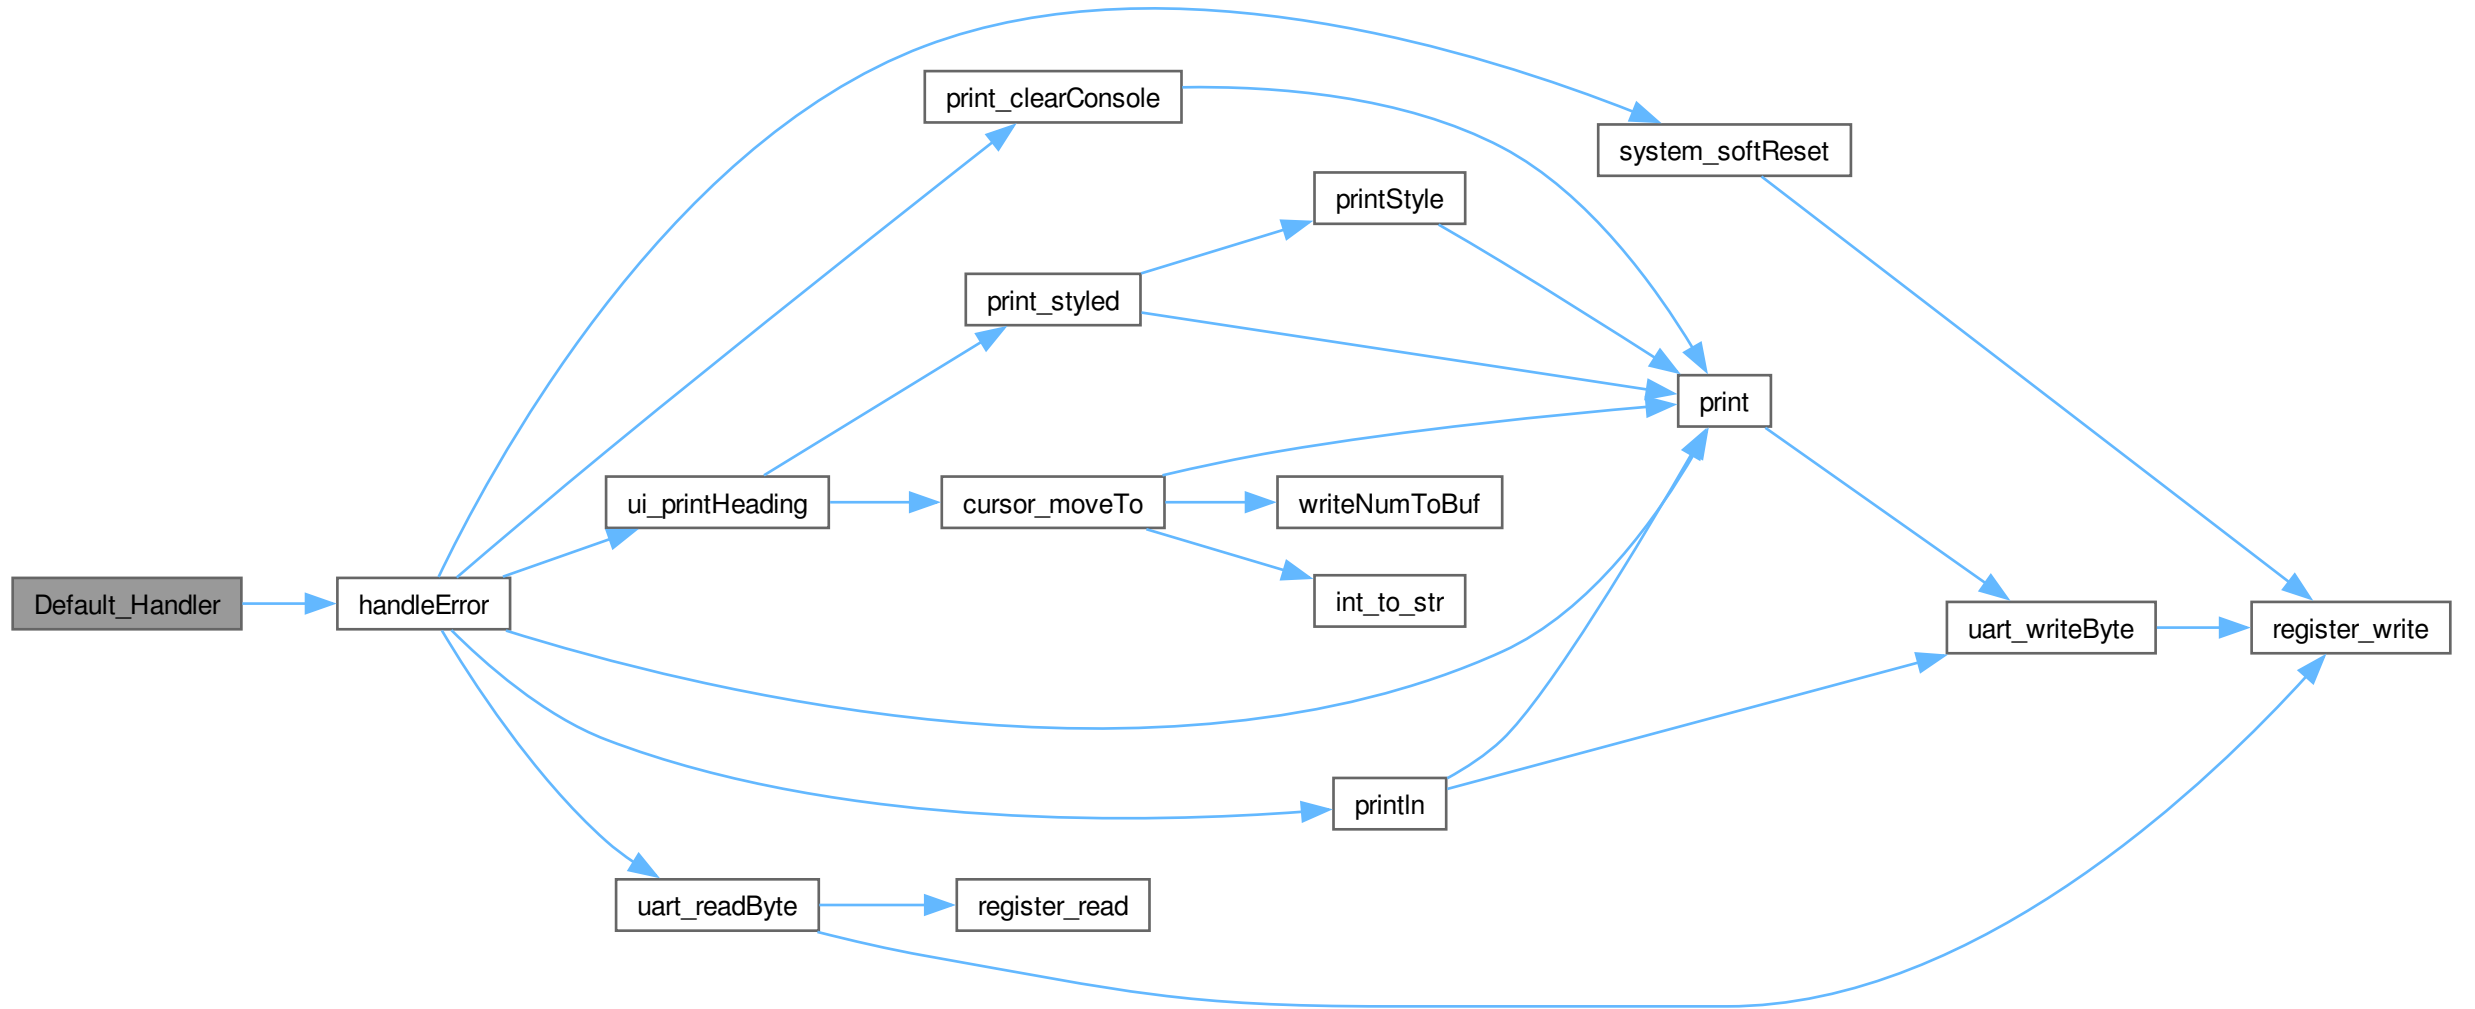 print_clearConsole
system_softReset
printStyle
print_styled
print
ui_printHeading
cursor_moveTo
writeNumToBuf
Default_Handler
handleError
int_to_str
uart_writeByte
register_write
println
uart_readByte
register_read